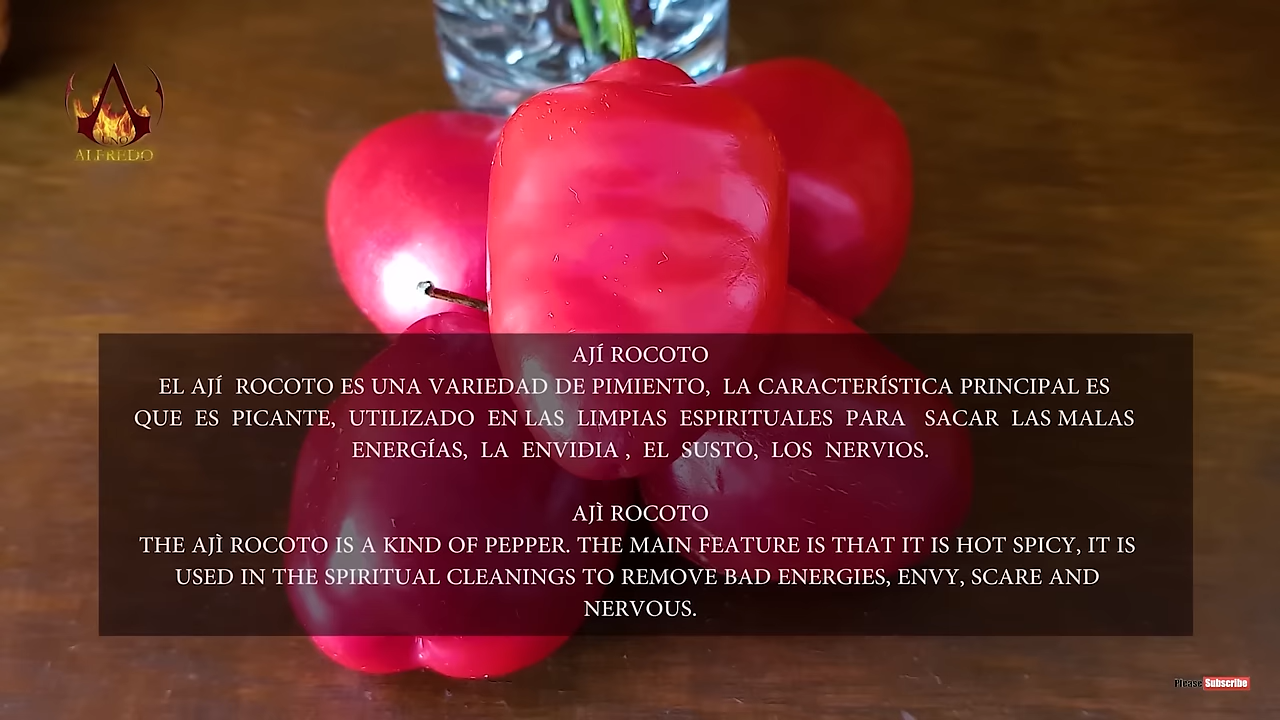 UNO
ALFREDO
AJÍ ROCOTO
EL AJÍ ROCOTO ES UNA VARIEDAD DE PIMIENTO, LA CARACTERÍSTICA PRINCIPAL ES
QUE ES PICANTE, UTILIZADO EN LAS LIMPIAS ESPIRITUALES PARA SACAR LAS MALAS
ENERGÍAS, LA ENVIDIA , EL SUSTO, LOS NERVIOS.
AJÌ ROCOTO
THE AJÌ ROCOTO IS A KIND OF PEPPER. THE MAIN FEATURE IS THAT IT IS HOT SPICY, IT IS
USED IN THE SPIRITUAL CLEANINGS TO REMOVE BAD ENERGIES, ENVY, SCARE AND
NERVOUS.
Please Subscribe